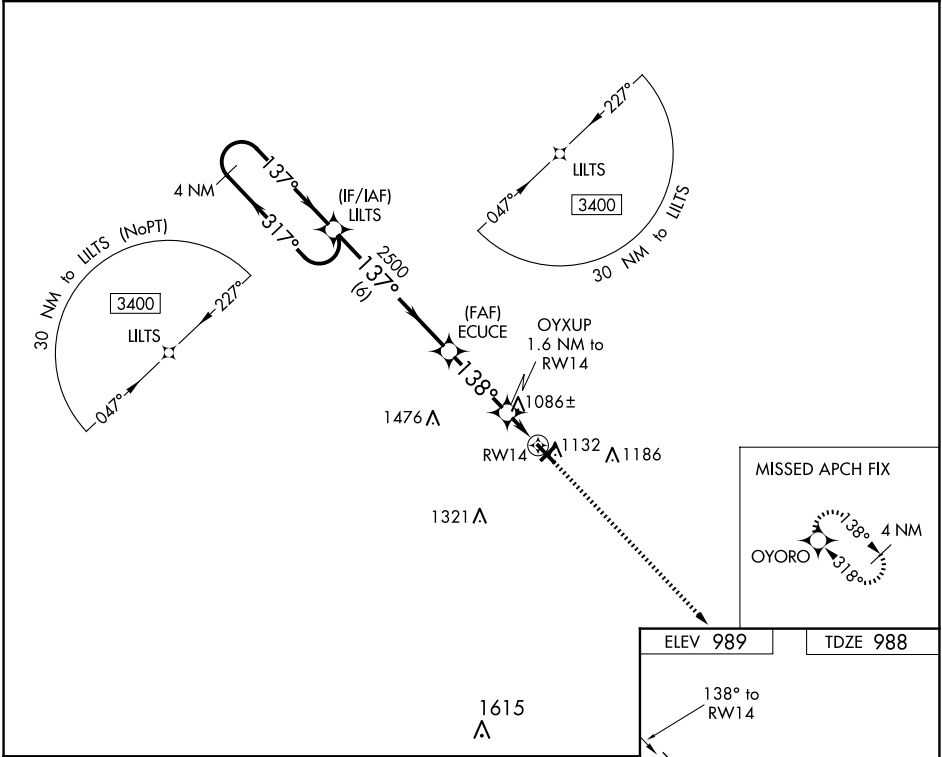 227°
LILTS
3400
047°
30 NM to LILTS
4 NM
137°
317°
(IF/IAF)
LILTS
2500
137°
(6)
30 NM to LILTS (NoPT)
3400
227°
LILTS
047°
(FAF)
ECUCE
138°
OYXUP
1.6 NM to
RW14
1086±
1476
RW14
1132
1186
1321
MISSED APCH FIX
138°
4 NM
OYORO
318°
ELEV 989
TDZE 988
138° to
RW14
1615